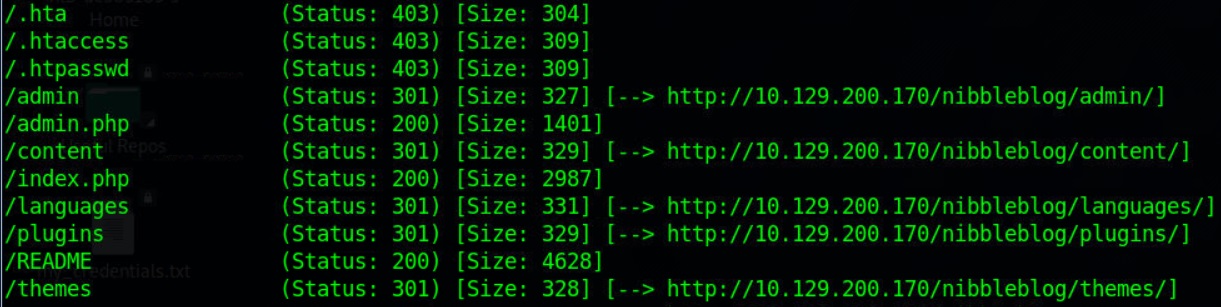 /.hta (Status: 403) [Size: 304]
Home
/.htaccess (Status: 403) [Size: 309]
/.htpasswd (Status: 403) [Size: 309]
/admin (Status: 301) [Size: 327] [--> http://10.129.200.170/nibbleblog/admin/]
/admin.php (Status: 200) [Size: 1401]
Repos
/content (Status: 301) [Size: 329] [--> http://10.129.200.170/nibbleblog/content/]
/index.php (Status: 200) [Size: 2987]
/languages (Status: 301) [Size: 331] [--> http://10.129.200.170/nibbleblog/languages/]
/plugins (Status: 301) [Size: 329] [--> http://10.129.200.170/nibbleblog/plugins/]
/README (Status: 200) [Size: 4628]
my_credentials.txt
/themes (Status: 301) [Size: 328] [--> http://10.129.200.170/nibbleblog/themes/]